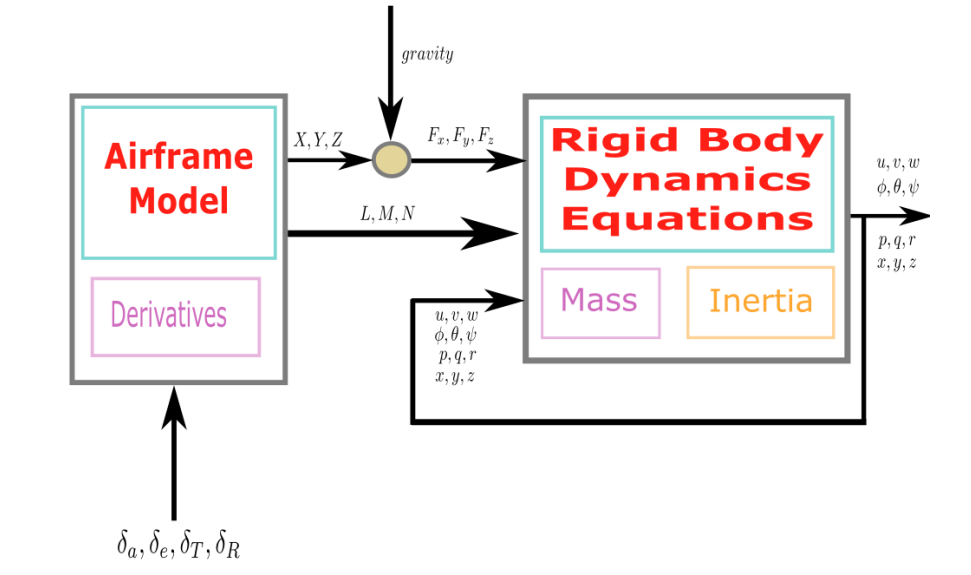 gravity
Airframe
Model
X, Y, Z
F_x, F_y, F_z
L, M, N
Derivatives
Rigid Body
Dynamics
Equations
Mass
Inertia
u, v, w
ϕ, θ, ψ
p, q, r
x, y, z
u, v, w
ϕ, θ, ψ
p, q, r
x, y, z
δ_a, δ_e, δ_T, δ_R